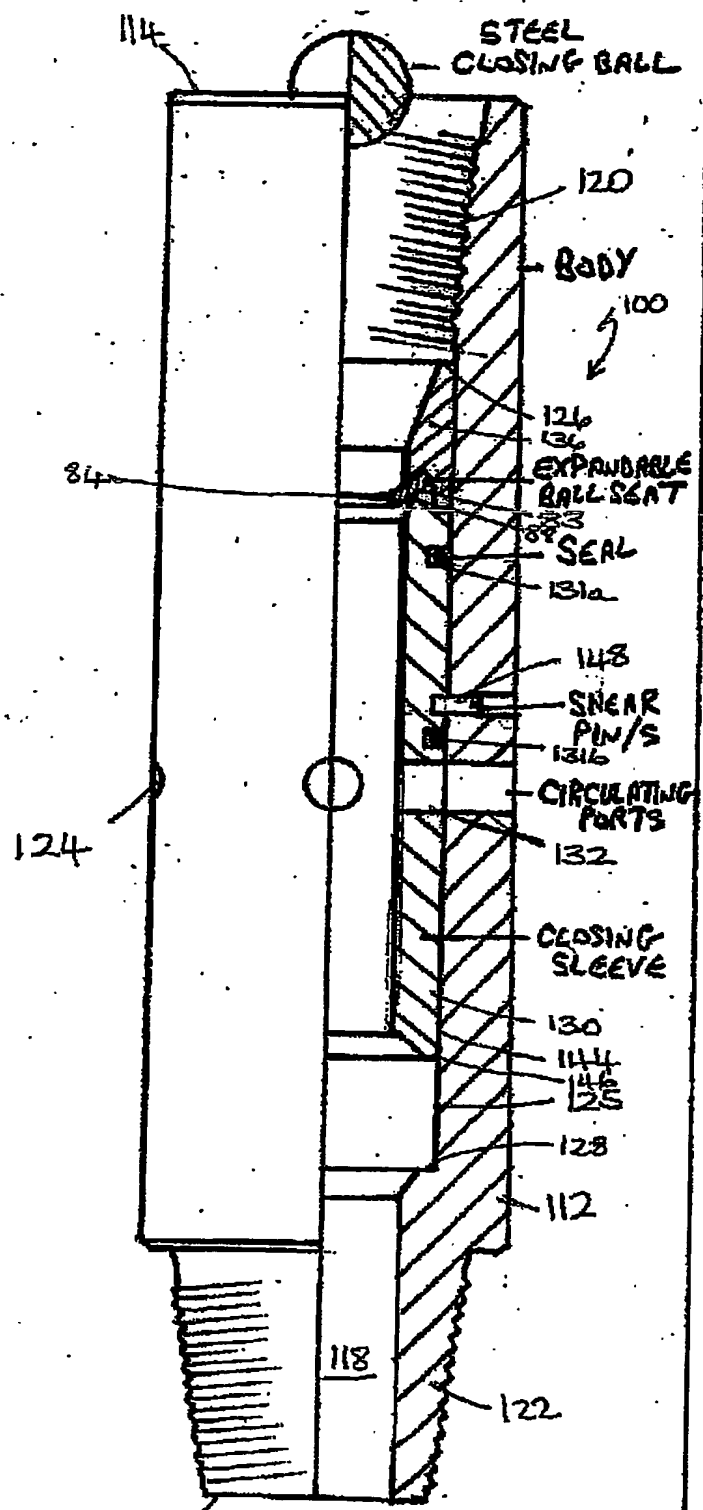 114
STEEL
CLOSING BALL
120
BODY
100
126
136
EXPANDABLE
BALL SEAT
84
133
88
SEAL
131a
148
SHEAR
PIN/S
131b
CIRCULATING
PORTS
124
132
CLOSING
SLEEVE
130
144
146
125
128
112
118
122